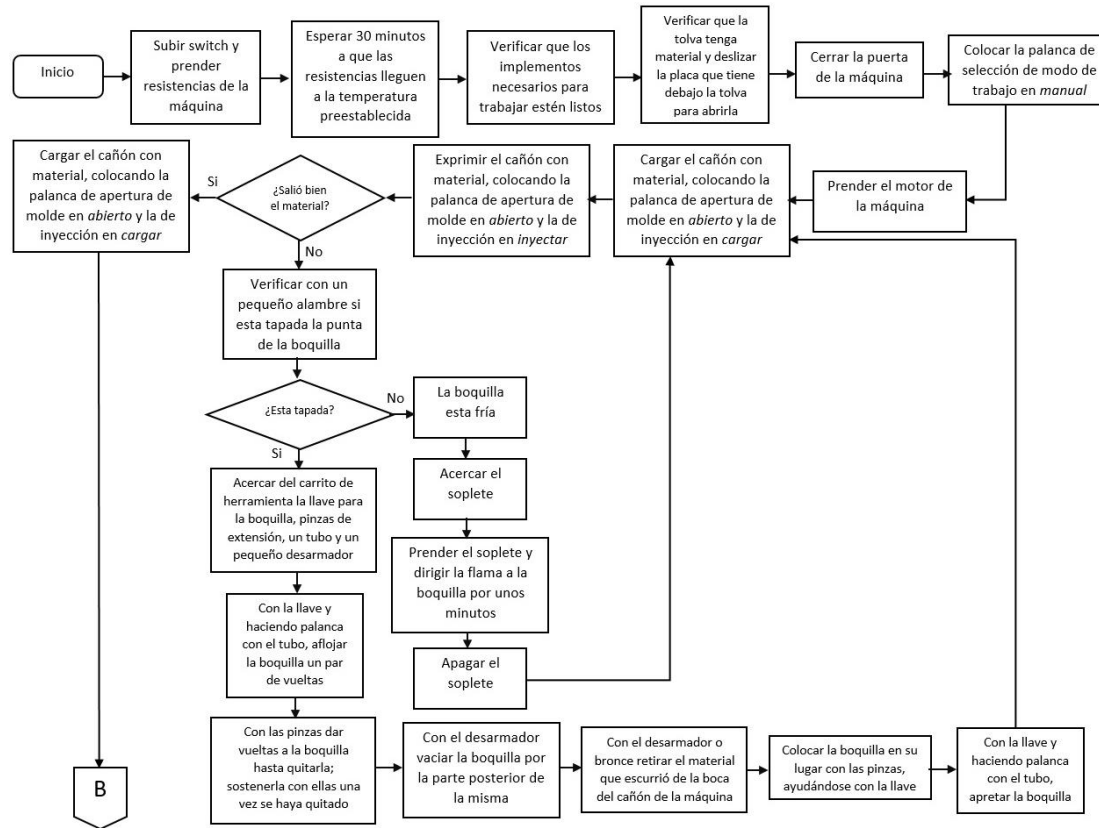 Inicio
Subir switch y
prender
resistencias de la
máquina
Esperar 30 minutos
a que las
resistencias lleguen
a la temperatura
preestablecida
Verificar que los
implementos
necesarios para
trabajar estén listos
Verificar que la
tolva tenga
material y deslizar
la placa que tiene
debajo la tolva
para abrirla
Cerrar la puerta
de la máquina
Colocar la palanca de
selección de modo de
trabajo en manual
Prender el motor de
la máquina
Cargar el cañón con
material, colocando la
palanca de apertura de
molde en abierto y la de
inyección en cargar
Exprimir el cañón con
material, colocando la
palanca de apertura de
molde en abierto y la de
inyección en inyectar
¿Salió bien
el material?
Si
Cargar el cañón con
material, colocando la
palanca de apertura de
molde en abierto y la de
inyección en cargar
No
Verificar con un
pequeño alambre si
esta tapada la punta
de la boquilla
¿Esta tapada?
No
La boquilla
esta fría
Acercar el
soplete
Prender el soplete y
dirigir la flama a la
boquilla por unos
minutos
Apagar el
soplete
Si
Acercar del carrito de
herramienta la llave para
la boquilla, pinzas de
extensión, un tubo y un
pequeño desarmador
Con la llave y
haciendo palanca
con el tubo, aflojar
la boquilla un par
de vueltas
Con las pinzas dar
vueltas a la boquilla
hasta quitarla;
sostenerla con ellas una
vez se haya quitado
Con el desarmador
vaciar la boquilla por
la parte posterior de
la misma
Con el desarmador o
bronce retirar el material
que escurrió de la boca
del cañón de la máquina
Colocar la boquilla en su
lugar con las pinzas,
ayudándose con la llave
Con la llave y
haciendo palanca
con el tubo,
apretar la boquilla
B